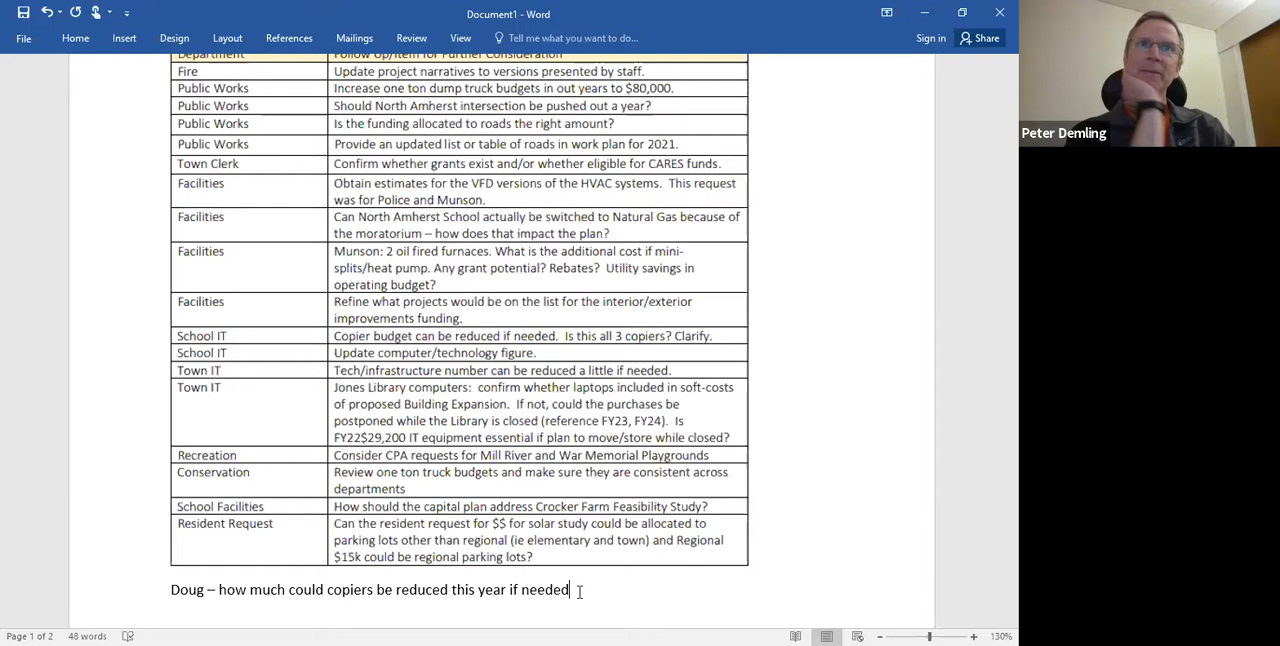 Document1 - Word
File Home Insert Design Layout References Mailings Review View Tell me what you want to do... Sign in Share
Department Follow Up/Item for Further Consideration
Fire Update project narratives to versions presented by staff.
Public Works Increase one ton dump truck budgets in out years to $80,000.
Public Works Should North Amherst intersection be pushed out a year?
Public Works Is the funding allocated to roads the right amount?
Public Works Provide an updated list or table of roads in work plan for 2021.
Town Clerk Confirm whether grants exist and/or whether eligible for CARES funds.
Facilities Obtain estimates for the VFD versions of the HVAC systems. This request
was for Police and Munson.
Facilities Can North Amherst School actually be switched to Natural Gas because of
the moratorium – how does that impact the plan?
Facilities Munson: 2 oil fired furnaces. What is the additional cost if mini-
splits/heat pump. Any grant potential? Rebates? Utility savings in
operating budget?
Facilities Refine what projects would be on the list for the interior/exterior
improvements funding.
School IT Copier budget can be reduced if needed. Is this all 3 copiers? Clarify.
School IT Update computer/technology figure.
Town IT Tech/infrastructure number can be reduced a little if needed.
Town IT Jones Library computers: confirm whether laptops included in soft-costs
of proposed Building Expansion. If not, could the purchases be
postponed while the Library is closed (reference FY23, FY24). Is
FY22$29,200 IT equipment essential if plan to move/store while closed?
Recreation Consider CPA requests for Mill River and War Memorial Playgrounds
Conservation Review one ton truck budgets and make sure they are consistent across
departments
School Facilities How should the capital plan address Crocker Farm Feasibility Study?
Resident Request Can the resident request for $$ for solar study could be allocated to
parking lots other than regional (ie elementary and town) and Regional
$15k could be regional parking lots?
Doug – how much could copiers be reduced this year if needed
Page 1 of 2 48 words 130%
Peter Demling